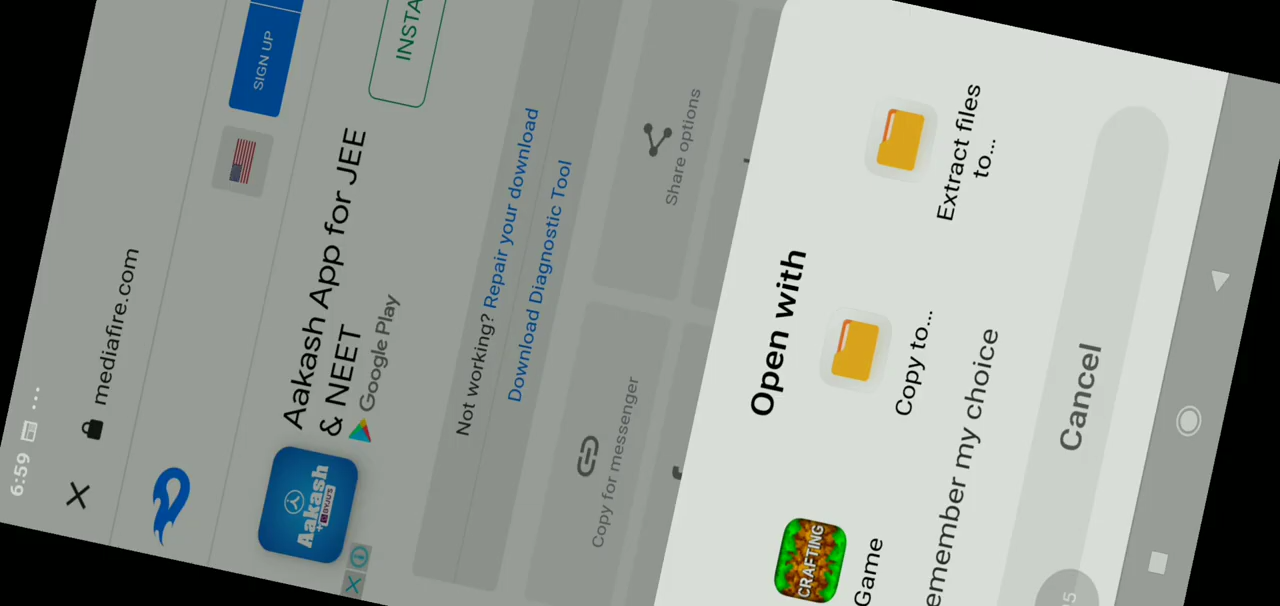 6:59
mediafire.com
SIGN UP
Aakash
+BYJU'S
Aakash App for JEE
& NEET
Google Play
INSTA
Not working? Repair your download
Download Diagnostic Tool
Copy for messenger
Share options
Open with
CRAFTING
Game
Copy to...
Extract files
to...
emember my choice
Cancel